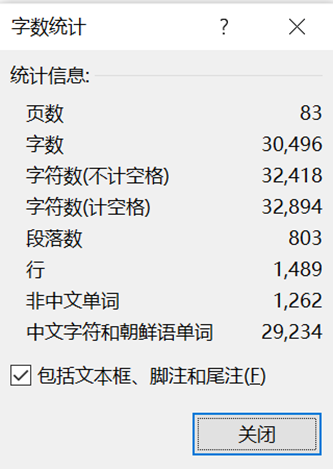 字数统计 ?
统计信息:
页数 83
字数 30,496
字符数(不计空格) 32,418
字符数(计空格) 32,894
段落数 803
行 1,489
非中文单词 1,262
中文字符和朝鲜语单词 29,234
包括文本框、脚注和尾注(F)
关闭